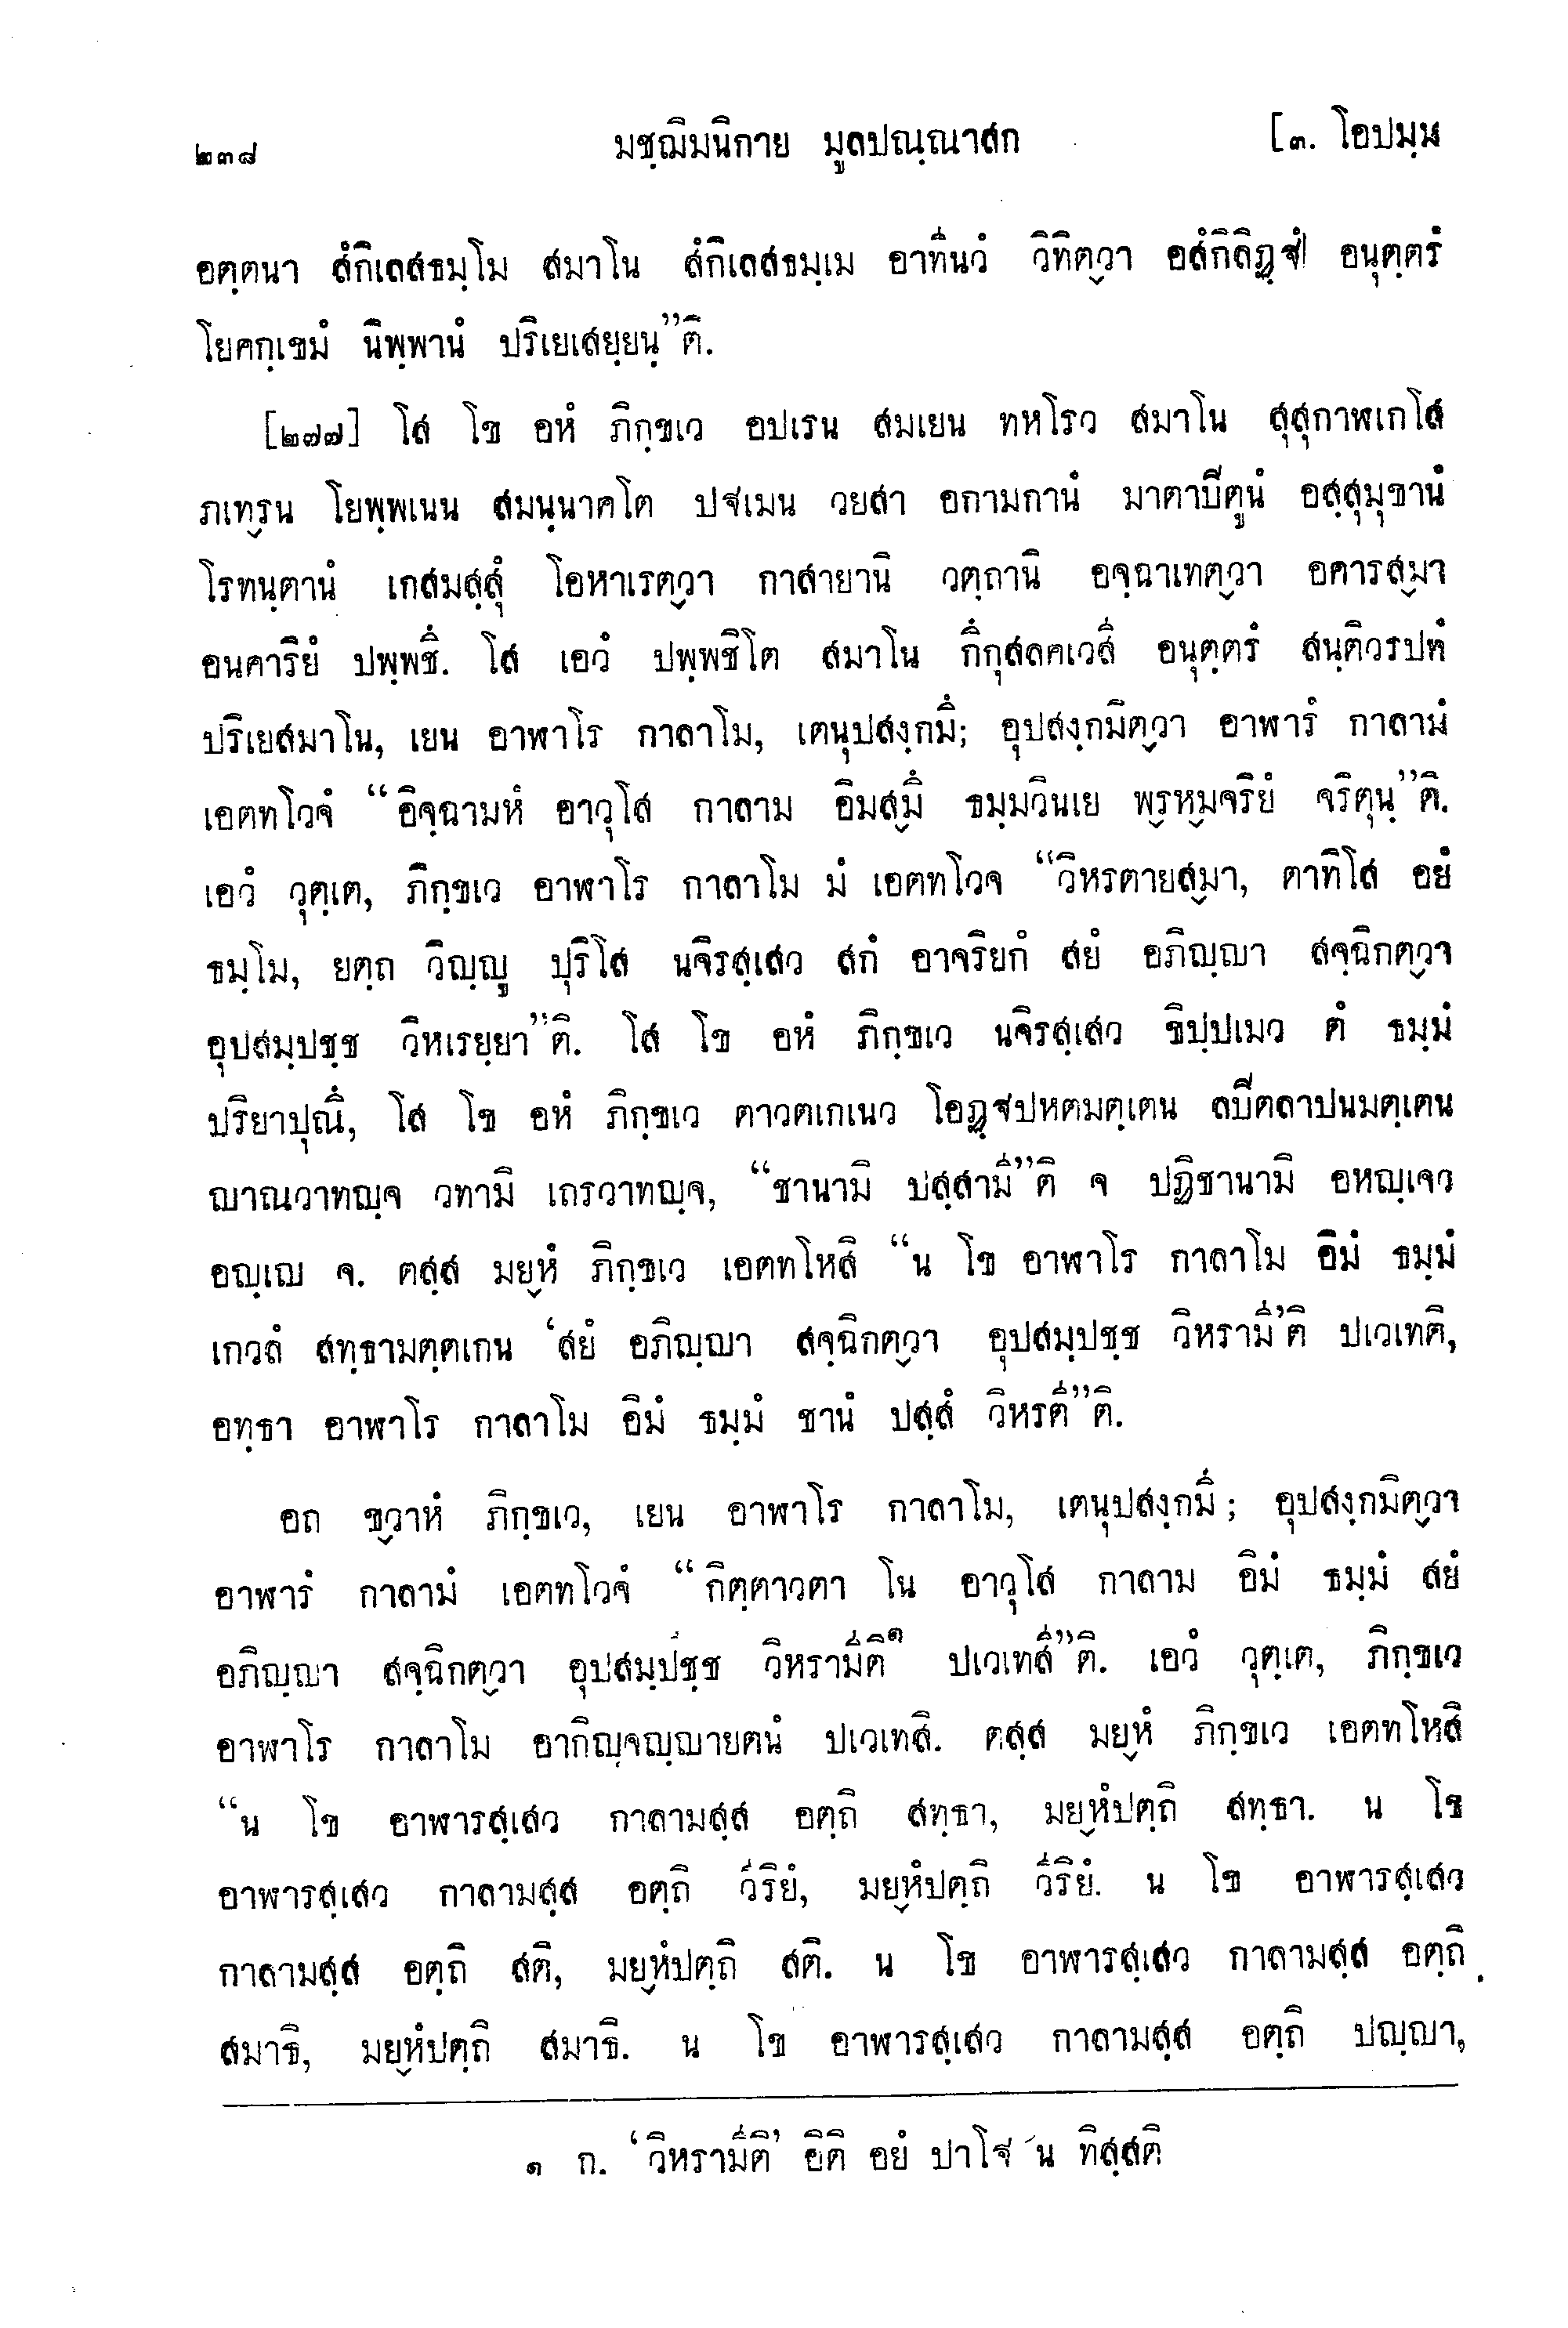 ๒๓๘ มชฺฌิมนิกาย มูลปณฺณาสก [๓. โอปมฺม
อตฺตนา สํกิเลสธมฺโม สมาโน สํกิเลสธมฺเม อาทีนวํ วิทิตฺวา อสํกิลิฏฺฐํ อนุตฺตรํ
โยคกฺเขมํ นิพฺพานํ ปริเยเสยฺยนฺ”ติ.
[๒๗๗] โส โข อหํ ภิกฺขเว อปเรน สมเยน ทหโรว สมาโน สุสุกาฬเกโส
ภเทฺรน โยพฺพเนน สมนฺนาคโต ปฐเมน วยสา อกามกานํ มาตาปีตูนํ อสฺสุมุขานํ
โรทนฺตานํ เกสมสฺสุํ โอหาเรตฺวา กาสายานิ วตฺถานิ อจฺฉาเทตฺวา อคารสฺมา
อนคาริยํ ปพฺพชึ. โส เอวํ ปพฺพชิโต สมาโน กึกุสลคเวสี อนุตฺตรํ สนฺติวรปทํ
ปริเยสมาโน, เยน อาฬาโร กาลาโม, เตนุปสงฺกมึ; อุปสงฺกมิตฺวา อาฬารํ กาลามํ
เอตทโวจํ “อิจฺฉามหํ อาวุโส กาลาม อิมสฺมึ ธมฺมวินเย พฺรหฺมจริยํ จริตุนฺ”ติ.
เอวํ วุตฺเต, ภิกฺขเว อาฬาโร กาลาโม มํ เอตทโวจ “วิหรตายสฺมา, ตาทิโส อยํ
ธมฺโม, ยตฺถ วิญฺญู ปุริโส นจิรสฺเสว สกํ อาจริยกํ สยํ อภิญฺญา สจฺฉิกตฺวา
อุปสมฺปชฺช วิหเรยฺยา”ติ. โส โข อหํ ภิกฺขเว นจิรสฺเสว ขิปฺปเมว ตํ ธมฺมํ
ปริยาปุณึ, โส โข อหํ ภิกฺขเว ตาวตเกเนว โอฏฺฐปหตมตฺเตน ลปีตลาปนมตฺเตน
ญาณวาทญฺจ วทามิ เถรวาทญฺจ, “ชานามิ ปสฺสามี”ติ จ ปฏิชานามิ อหญฺเจว
อญฺเญ จ. ตสฺส มยฺหํ ภิกฺขเว เอตทโหสิ “น โข อาฬาโร กาลาโม อิมํ ธมฺมํ
เกวลํ สทฺธามตฺตเกน ‘สยํ อภิญฺญา สจฺฉิกตฺวา อุปสมฺปชฺช วิหรามี’ติ ปเวเทติ,
อทฺธา อาฬาโร กาลาโม อิมํ ธมฺมํ ชานํ ปสฺสํ วิหรตี”ติ.
อถ ขฺวาหํ ภิกฺขเว, เยน อาฬาโร กาลาโม, เตนุปสงฺกมึ; อุปสงฺกมิตฺวา
อาฬารํ กาลามํ เอตทโวจํ “กิตฺตาวตา โน อาวุโส กาลาม อิมํ ธมฺมํ สยํ
อภิญฺญา สจฺฉิกตฺวา อุปสมฺปชฺช วิหรามีติ๑ ปเวเทสี”ติ. เอวํ วุตฺเต, ภิกฺขเว
อาฬาโร กาลาโม อากิญฺจญฺญายตนํ ปเวเทสิ. ตสฺส มยฺหํ ภิกฺขเว เอตทโหสิ
“น โข อาฬารสฺเสว กาลามสฺส อตฺถิ สทฺธา, มยฺหํปตฺถิ สทฺธา. น โข
อาฬารสฺเสว กาลามสฺส อตฺถิ วีริยํ, มยฺหํปตฺถิ วีริยํ. น โข อาฬารสฺเสว
กาลามสฺส อตฺถิ สติ, มยฺหํปตฺถิ สติ. น โข อาฬารสฺเสว กาลามสฺส อตฺถิ
สมาธิ, มยฺหํปตฺถิ สมาธิ. น โข อาฬารสฺเสว กาลามสฺส อตฺถิ ปญฺญา,
๑ ก. ‘วิหรามีติ’ อิติ อยํ ปาโฐ น ทิสฺสติ